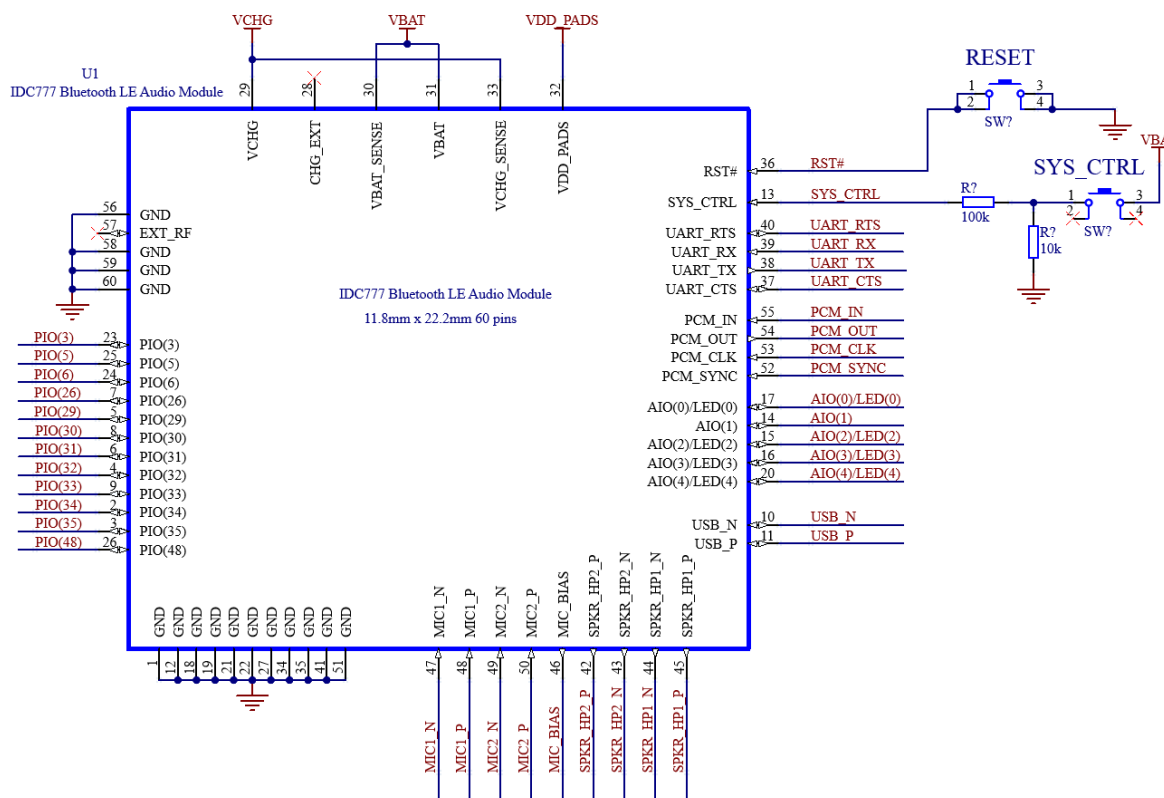 VCHG
VBAT
VDD_PADS
U1
IDC777 Bluetooth LE Audio Module
29
28
30
31
33
32
VCHG
CHG_EXT
VBAT_SENSE
VBAT
VCHG_SENSE
VDD_PADS
RESET
1
2
3
4
SW?
VBA
SYS_CTRL
1
2
3
4
SW?
R?
100k
R?
10k
56 GND
57 EXT_RF
58 GND
59 GND
60 GND
IDC777 Bluetooth LE Audio Module
11.8mm x 22.2mm 60 pins
PIO(3) 23 PIO(3)
PIO(5) 25 PIO(5)
PIO(6) 24 PIO(6)
PIO(26) 7 PIO(26)
PIO(29) 5 PIO(29)
PIO(30) 8 PIO(30)
PIO(31) 6 PIO(31)
PIO(32) 4 PIO(32)
PIO(33) 9 PIO(33)
PIO(34) 2 PIO(34)
PIO(35) 3 PIO(35)
PIO(48) 26 PIO(48)
RST# 36 RST#
SYS_CTRL 13 SYS_CTRL
UART_RTS 40 UART_RTS
UART_RX 39 UART_RX
UART_TX 38 UART_TX
UART_CTS 37 UART_CTS
PCM_IN 55 PCM_IN
PCM_OUT 54 PCM_OUT
PCM_CLK 53 PCM_CLK
PCM_SYNC 52 PCM_SYNC
AIO(0)/LED(0) 17 AIO(0)/LED(0)
AIO(1) 14 AIO(1)
AIO(2)/LED(2) 15 AIO(2)/LED(2)
AIO(3)/LED(3) 16 AIO(3)/LED(3)
AIO(4)/LED(4) 20 AIO(4)/LED(4)
USB_N 10 USB_N
USB_P 11 USB_P
GND GND GND GND GND GND GND GND GND GND GND
1 12 18 19 21 22 27 34 35 41 51
MIC1_N
MIC1_P
MIC2_N
MIC2_P
MIC_BIAS
SPKR_HP2_P
SPKR_HP2_N
SPKR_HP1_N
SPKR_HP1_P
47 48 49 50 46 42 43 44 45
MIC1_N
MIC1_P
MIC2_N
MIC2_P
MIC_BIAS
SPKR_HP2_P
SPKR_HP2_N
SPKR_HP1_N
SPKR_HP1_P